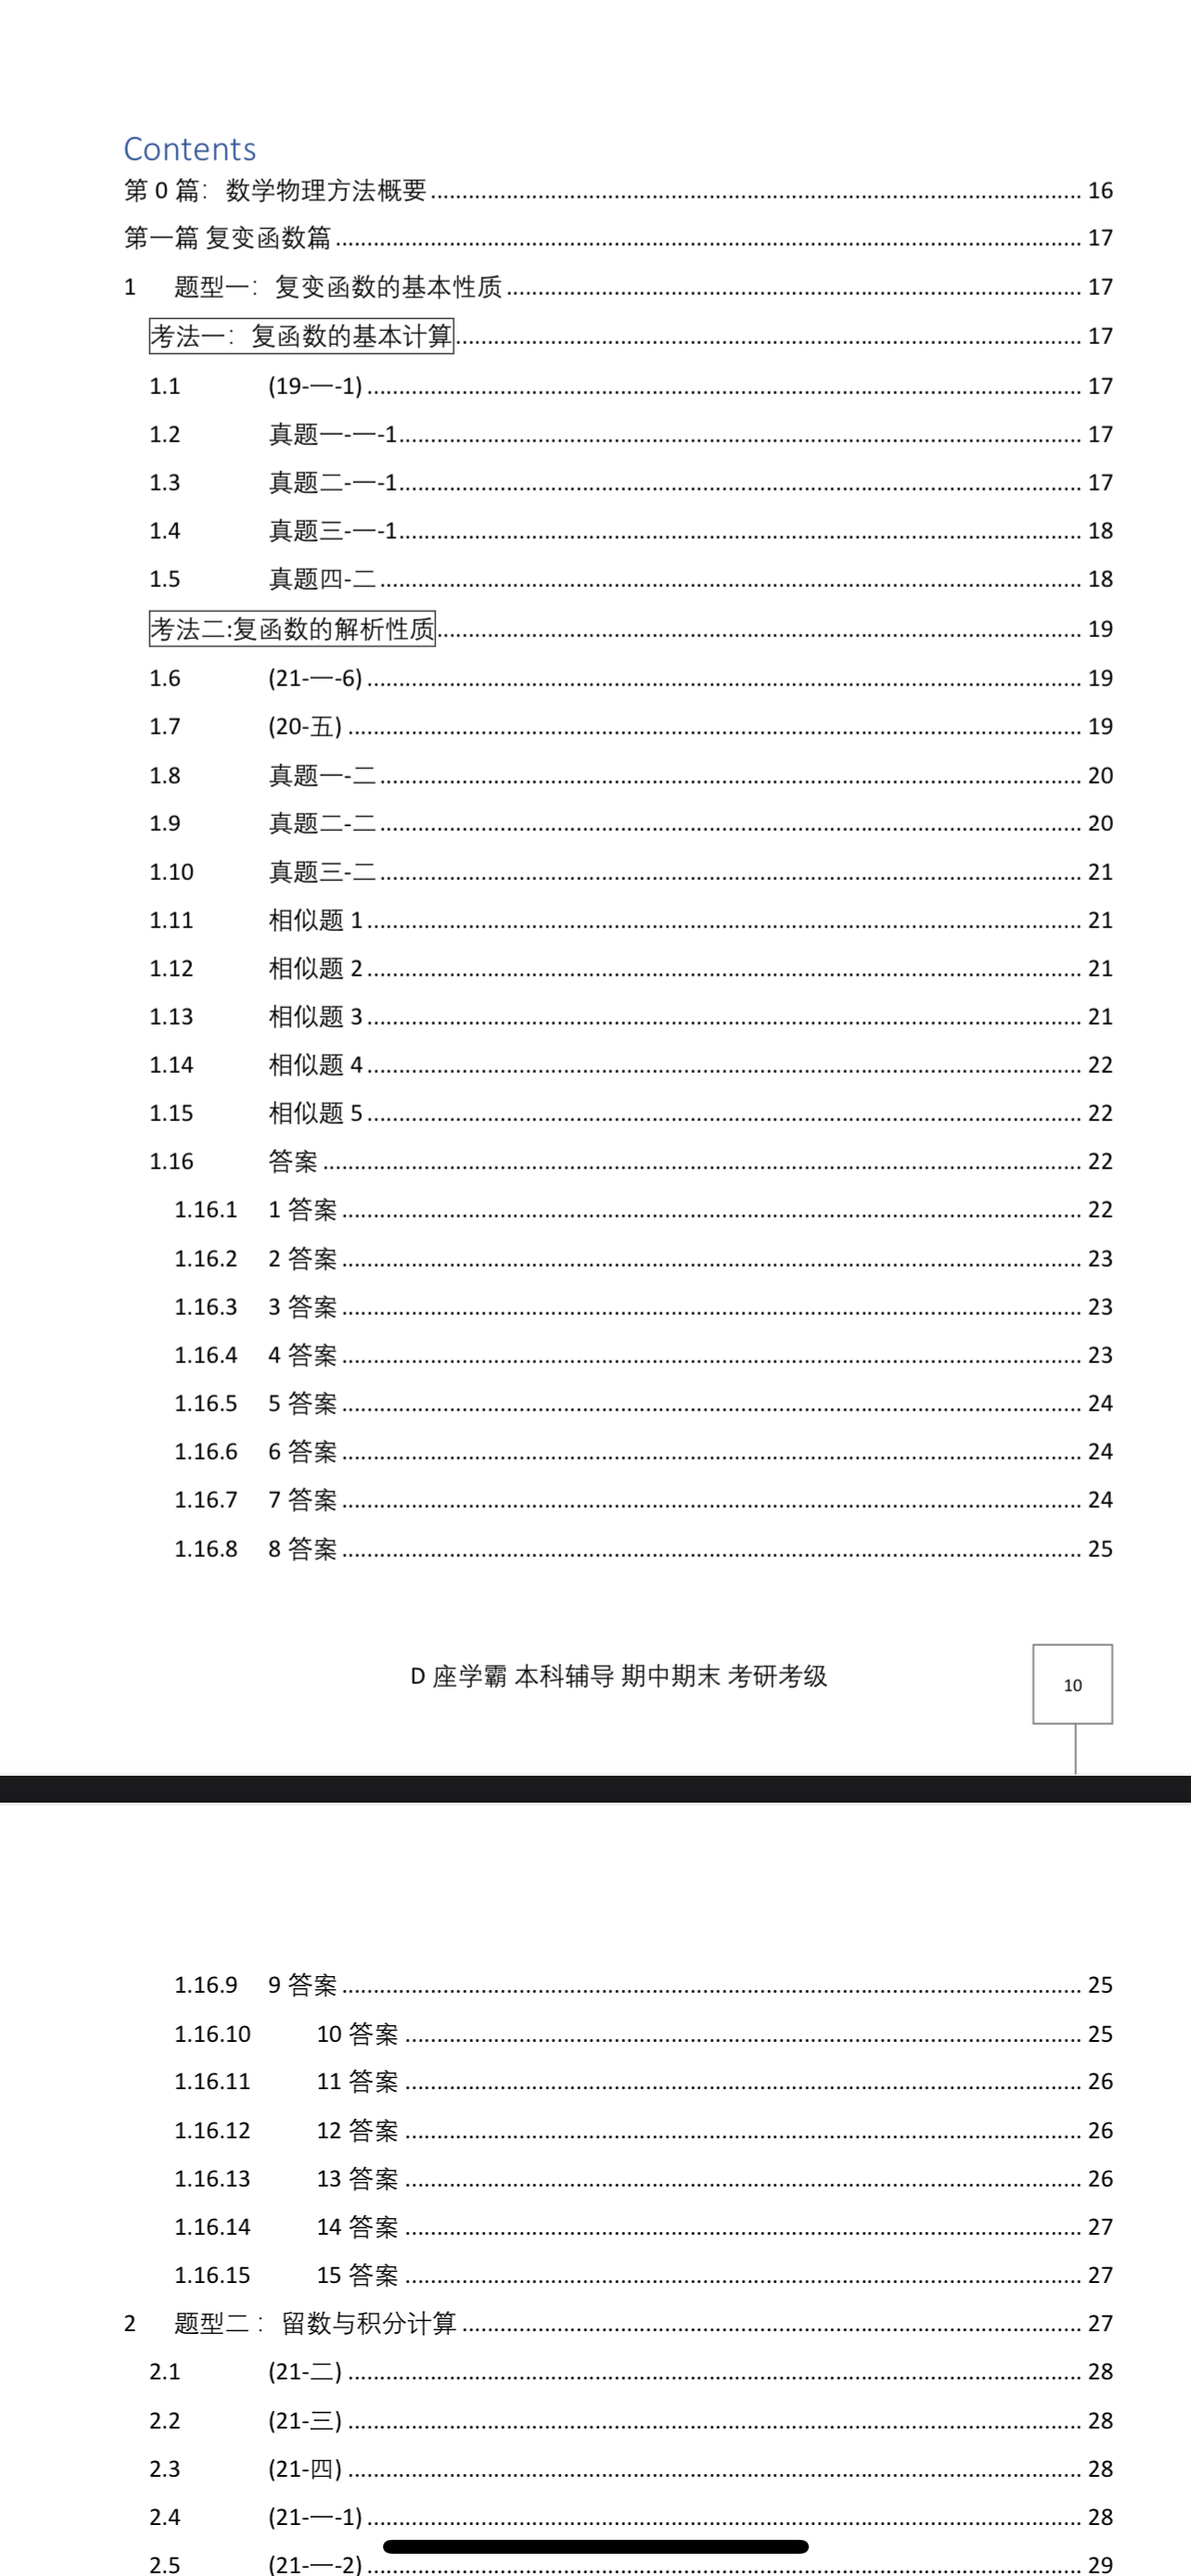 Contents
第 0 篇：数学物理方法概要 16
第一篇 复变函数篇 17
1 题型一：复变函数的基本性质 17
考法一：复函数的基本计算 17
1.1 (19-一-1) 17
1.2 真题一-一-1 17
1.3 真题二-一-1 17
1.4 真题三-一-1 18
1.5 真题四-二 18
考法二:复函数的解析性质 19
1.6 (21-一-6) 19
1.7 (20-五) 19
1.8 真题一-二 20
1.9 真题二-二 20
1.10 真题三-二 21
1.11 相似题 1 21
1.12 相似题 2 21
1.13 相似题 3 21
1.14 相似题 4 22
1.15 相似题 5 22
1.16 答案 22
1.16.1 1 答案 22
1.16.2 2 答案 23
1.16.3 3 答案 23
1.16.4 4 答案 23
1.16.5 5 答案 24
1.16.6 6 答案 24
1.16.7 7 答案 24
1.16.8 8 答案 25
D 座学霸 本科辅导 期中期末 考研考级
10
1.16.9 9 答案 25
1.16.10 10 答案 25
1.16.11 11 答案 26
1.16.12 12 答案 26
1.16.13 13 答案 26
1.16.14 14 答案 27
1.16.15 15 答案 27
2 题型二 : 留数与积分计算 27
2.1 (21-二) 28
2.2 (21-三) 28
2.3 (21-四) 28
2.4 (21-一-1) 28
2.5 (21-一-2) 29